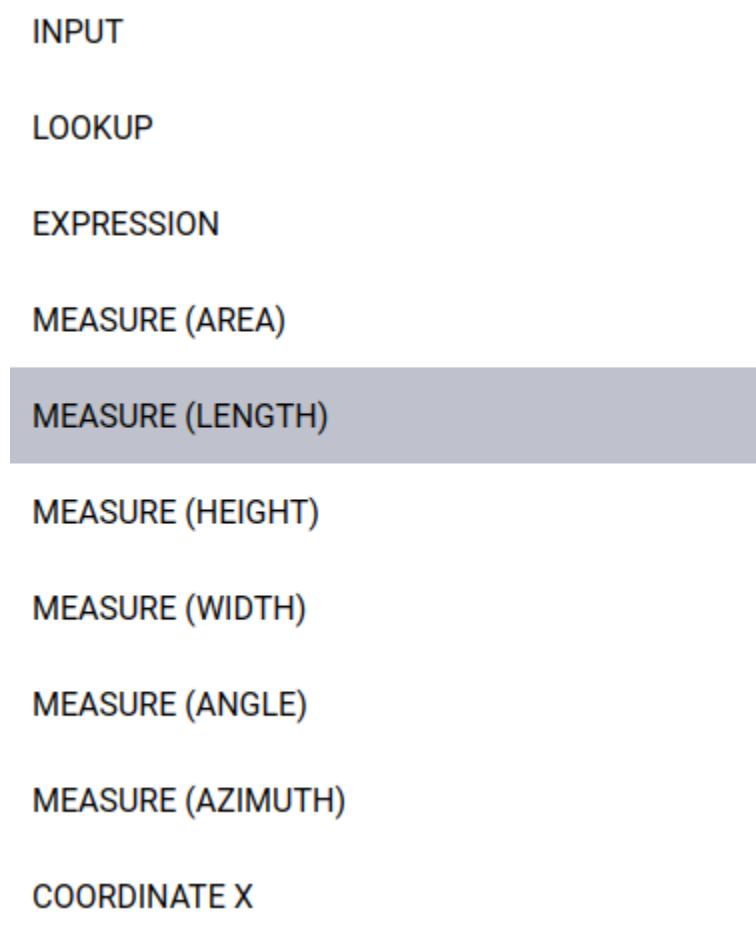 INPUT
LOOKUP
EXPRESSION
MEASURE (AREA)
MEASURE (LENGTH)
MEASURE (HEIGHT)
MEASURE (WIDTH)
MEASURE (ANGLE)
MEASURE (AZIMUTH)
COORDINATE X